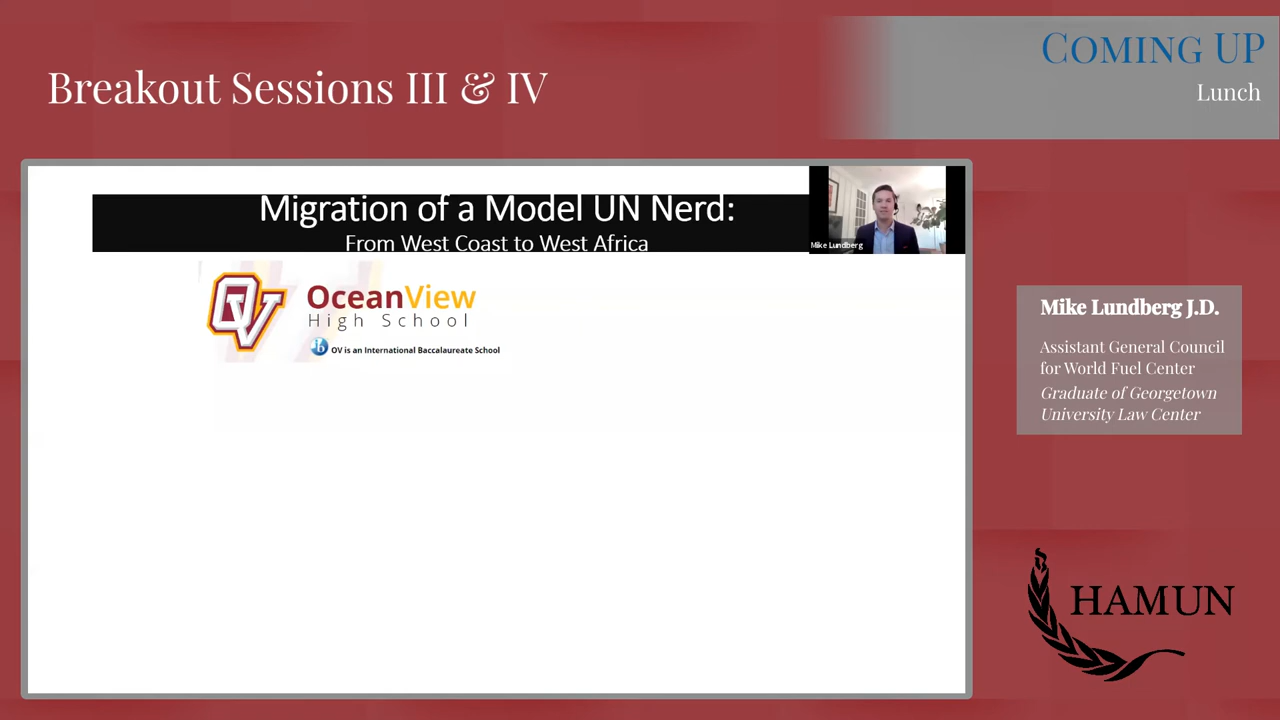 Breakout Sessions III & IV
COMING UP
Lunch
Migration of a Model UN Nerd:
From West Coast to West Africa
Mike Lundberg
OV
OceanView
High School
ib
OV is an International Baccalaureate School
Mike Lundberg J.D.
Assistant General Council
for World Fuel Center
Graduate of Georgetown
University Law Center
HAMUN